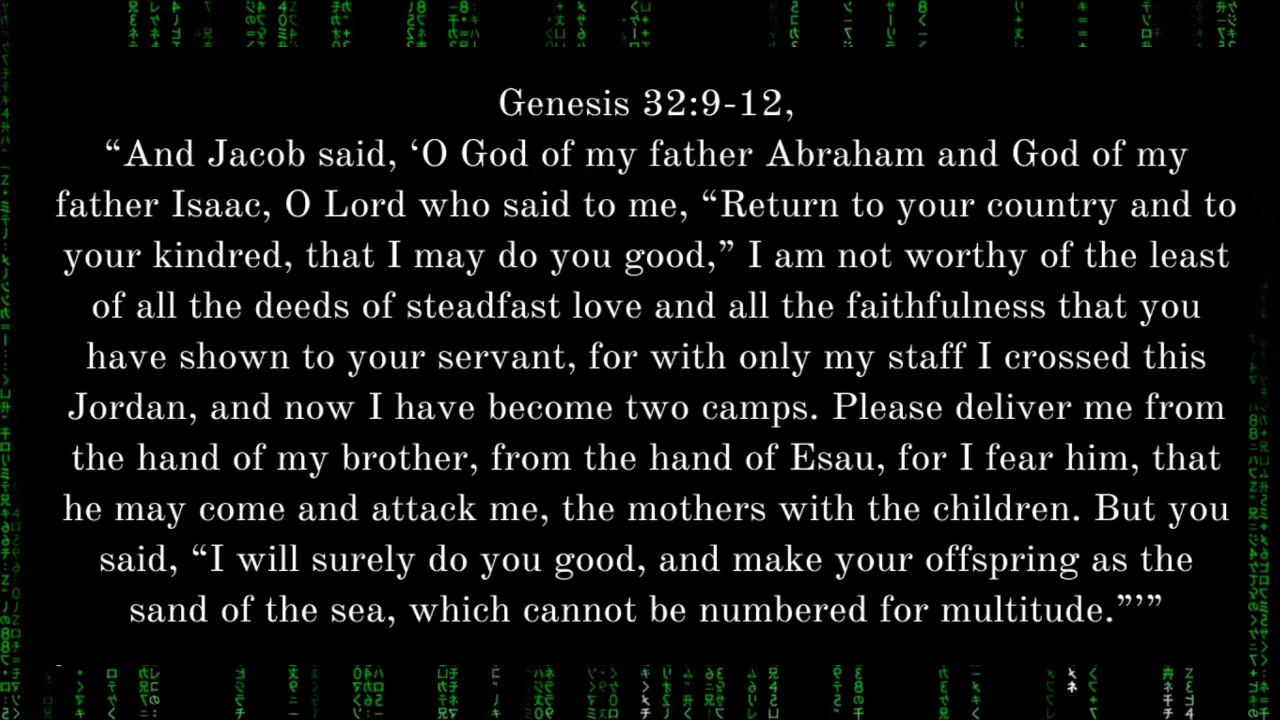 Genesis 32:9-12,
“And Jacob said, ‘O God of my father Abraham and God of my
father Isaac, O Lord who said to me, “Return to your country and to
your kindred, that I may do you good,” I am not worthy of the least
of all the deeds of steadfast love and all the faithfulness that you
have shown to your servant, for with only my staff I crossed this
Jordan, and now I have become two camps. Please deliver me from
the hand of my brother, from the hand of Esau, for I fear him, that
he may come and attack me, the mothers with the children. But you
said, “I will surely do you good, and make your offspring as the
sand of the sea, which cannot be numbered for multitude.”’”